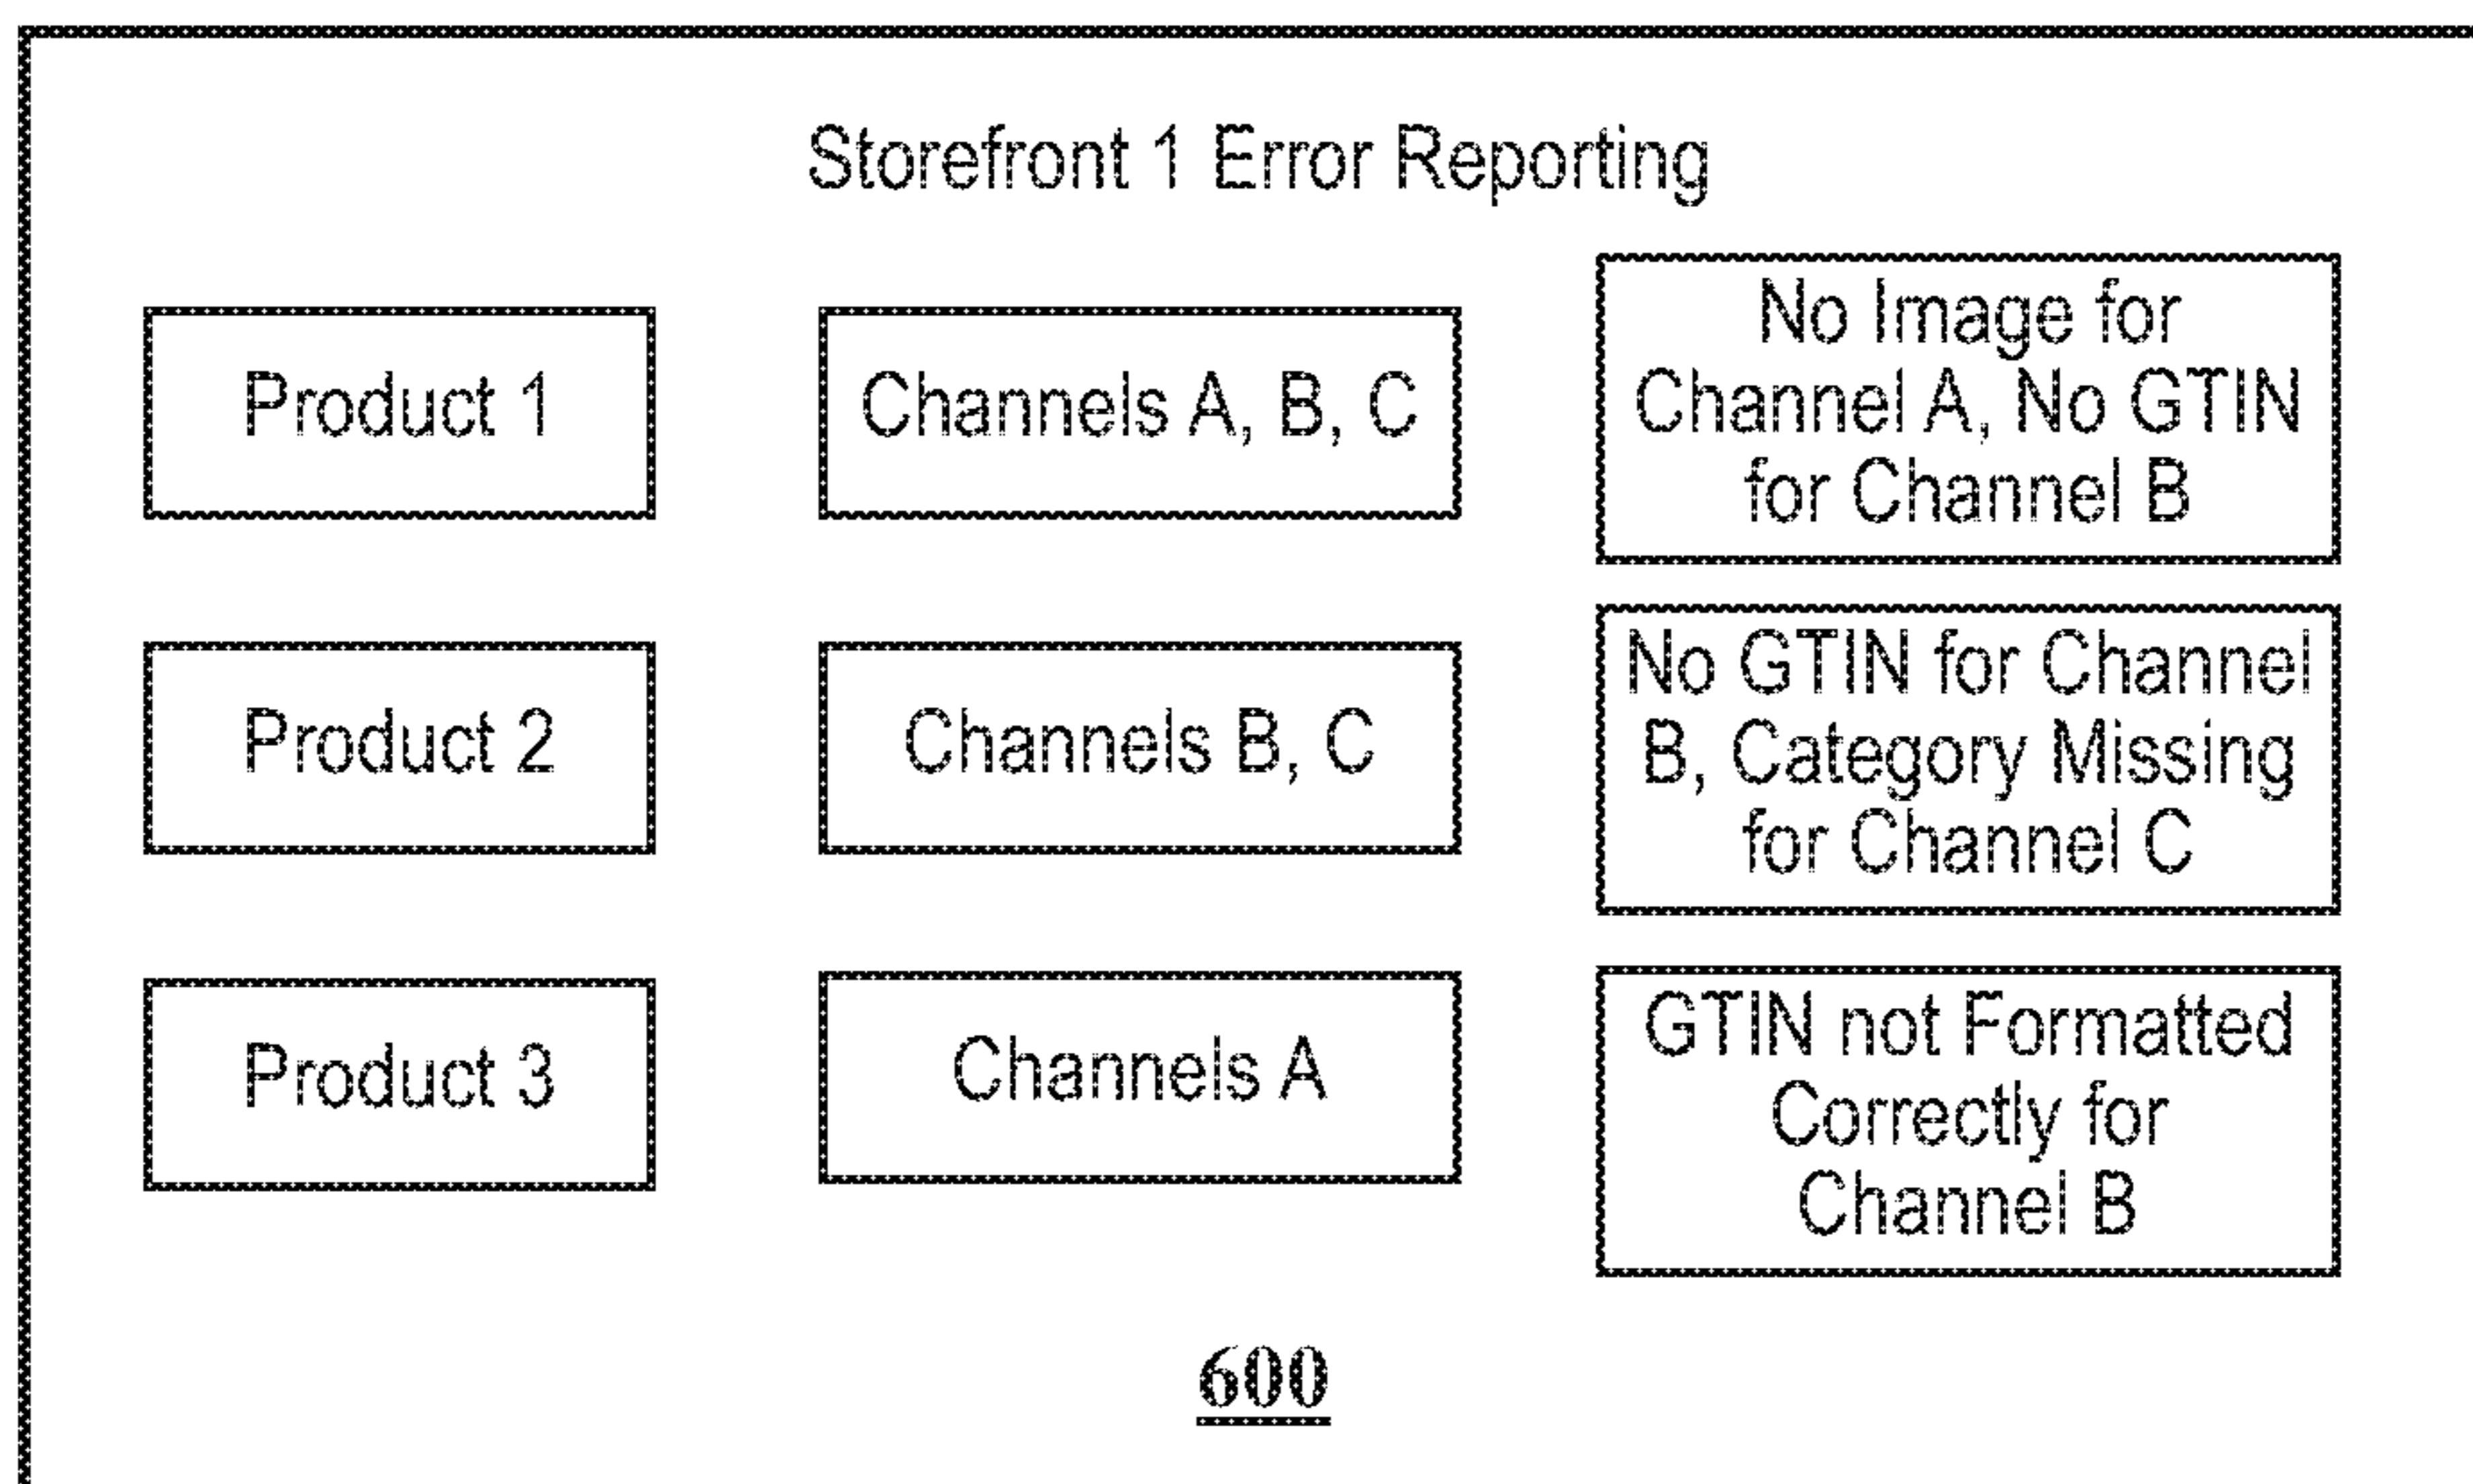 Storefront 1 Error Reporting
Product 1
Channels A, B, C
No Image for
Channel A, No GTIN
for Channel B
Product 2
Channels B, C
No GTIN for Channel
B, Category Missing
for Channel C
Product 3
Channels A
GTIN not Formatted
Correctly for
Channel B
600